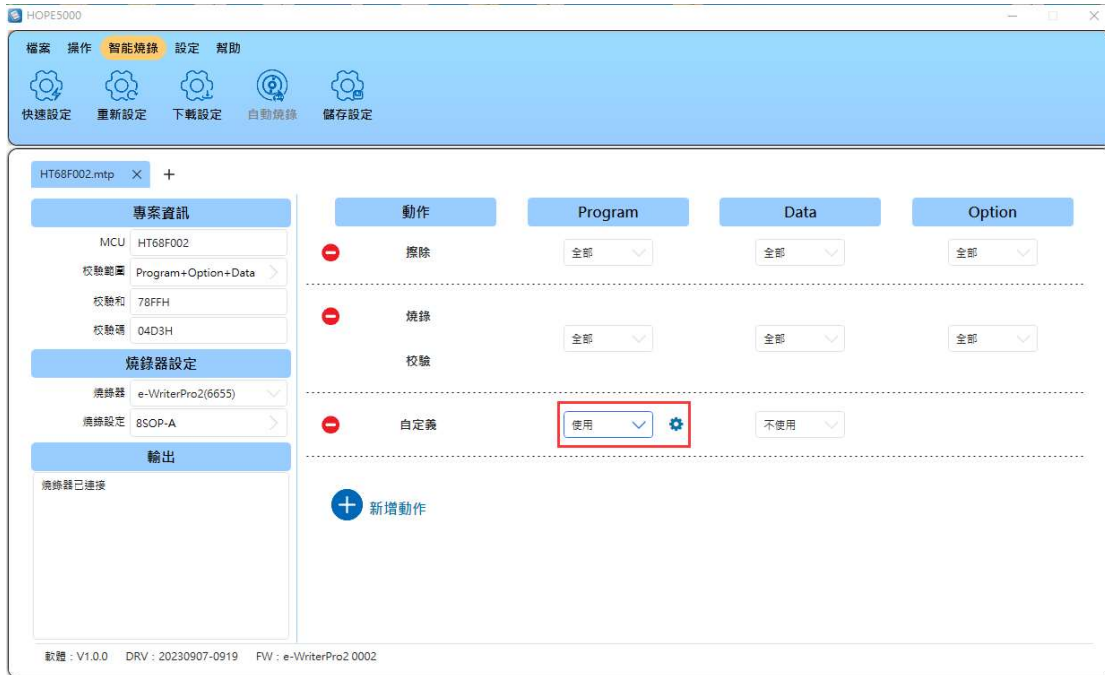 HOPE5000
檔案 操作 智能燒錄 設定 幫助
快速設定 重新設定 下載設定 自動燒錄 儲存設定
HT68F002.mtp
專案資訊
MCU HT68F002
校驗範圍 Program+Option+Data
校驗和 78FFH
校驗碼 04D3H
燒錄器設定
燒錄器 e-WriterPro2(6655)
燒錄設定 8SOP-A
輸出
燒錄器已連接
動作 Program Data Option
擦除 全部 全部 全部
燒錄
全部 全部 全部
校驗
自定義 使用 不使用
新增動作
軟體:V1.0.0 DRV:20230907-0919 FW:e-WriterPro2 0002